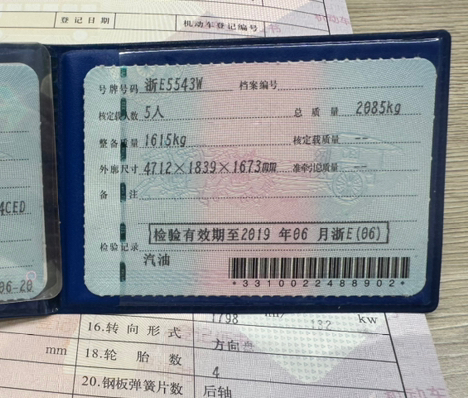 登记日期 机动车登记编号
号牌号码 浙E5543W 档案编号
核定载人数 5人 总质量 2085kg
整备质量 1615kg 核定载质量 --
外廓尺寸 4712×1839×1673 准牵引总质量 --
备注
检验有效期至2019 年06 月浙E(06)
检验记录
汽油
*3310022488902*
4CED
06-20
1798 132 kw
16.转向形式 方向
mm 18.轮胎数 4
20.钢板弹簧片数 后轴